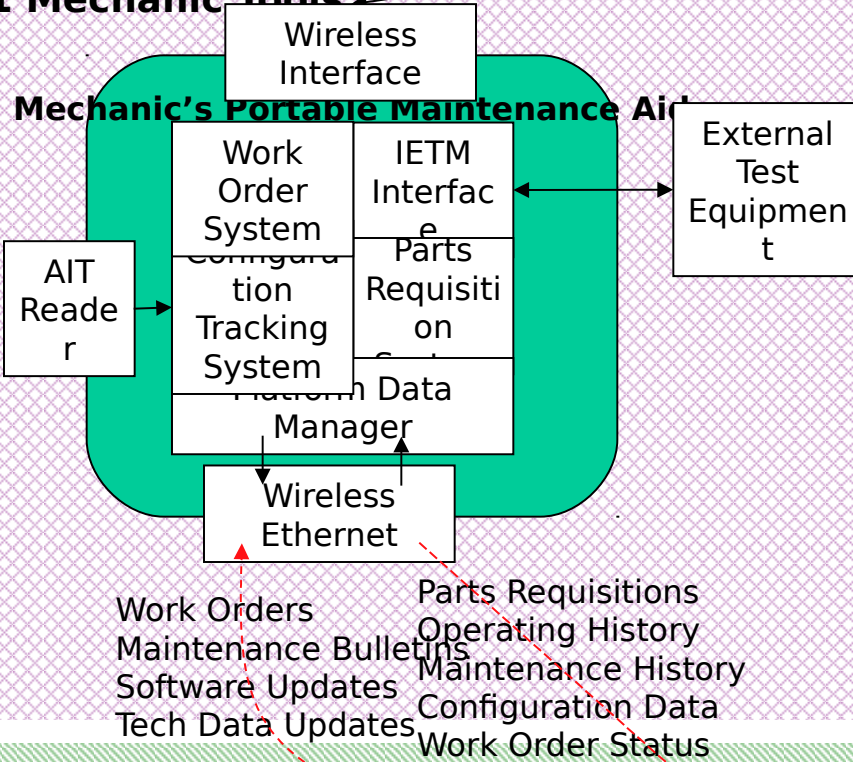 Mechanic Tools
Wireless
Interface
Mechanic’s Portable Maintenance Aid
External
Test
Equipmen
t
Work
Order
System
IETM
Interfac
e
AIT
Reade
r
Configura
tion
Tracking
System
Parts
Requisiti
on
Platform Data
Manager
Wireless
Ethernet
Work Orders
Maintenance Bulletins
Software Updates
Tech Data Updates
Parts Requisitions
Operating History
Maintenance History
Configuration Data
Work Order Status